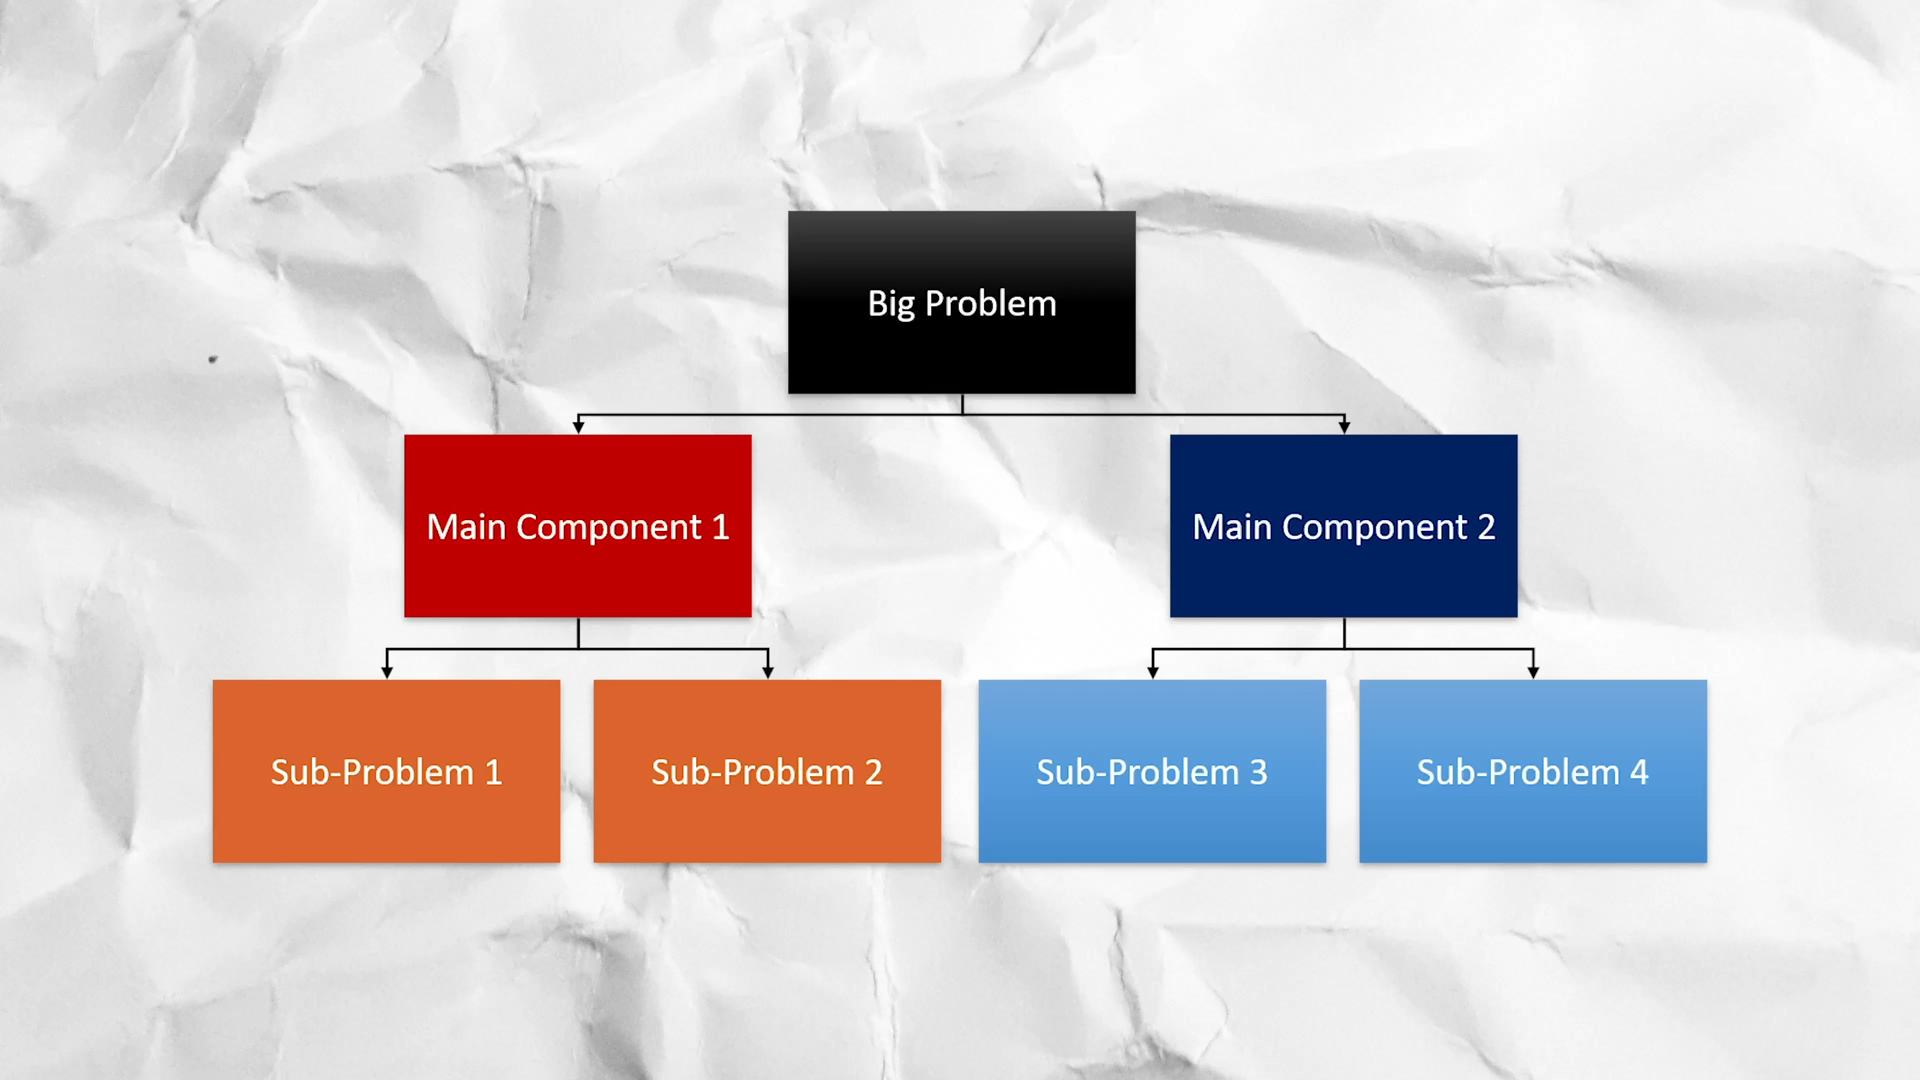 Big Problem
Main Component 1
Main Component 2
Sub-Problem 1
Sub-Problem 2
Sub-Problem 3
Sub-Problem 4